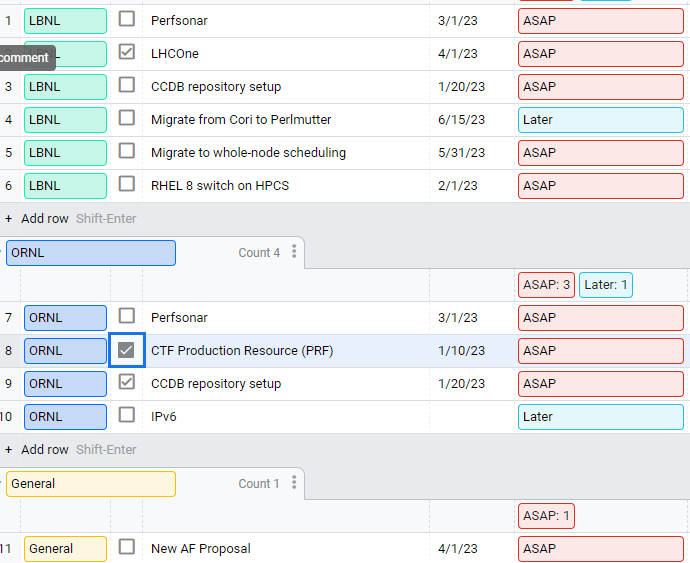 1 LBNL Perfsonar 3/1/23 ASAP
LHCOne 4/1/23 ASAP
comment
3 LBNL CCDB repository setup 1/20/23 ASAP
4 LBNL Migrate from Cori to Perlmutter 6/15/23 Later
5 LBNL Migrate to whole-node scheduling 5/31/23 ASAP
6 LBNL RHEL 8 switch on HPCS 2/1/23 ASAP
+ Add row Shift-Enter
ORNL Count 4
ASAP: 3 Later: 1
7 ORNL Perfsonar 3/1/23 ASAP
8 ORNL CTF Production Resource (PRF) 1/10/23 ASAP
9 ORNL CCDB repository setup 1/20/23 ASAP
10 ORNL IPv6 Later
+ Add row Shift-Enter
General Count 1
ASAP: 1
11 General New AF Proposal 4/1/23 ASAP